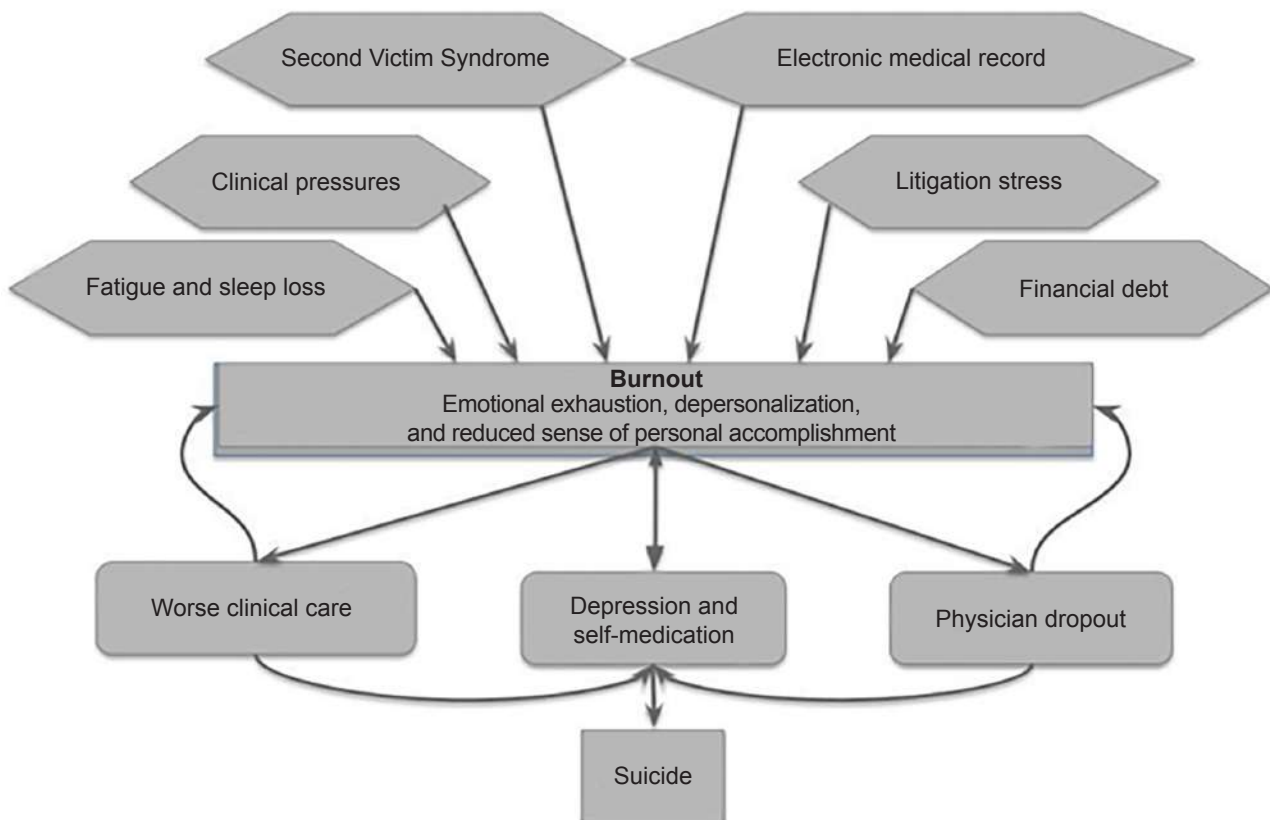 Second Victim Syndrome
Electronic medical record
Clinical pressures
Litigation stress
Fatigue and sleep loss
Financial debt
Burnout
Emotional exhaustion, depersonalization,
and reduced sense of personal accomplishment
Worse clinical care
Depression and
self-medication
Physician dropout
Suicide